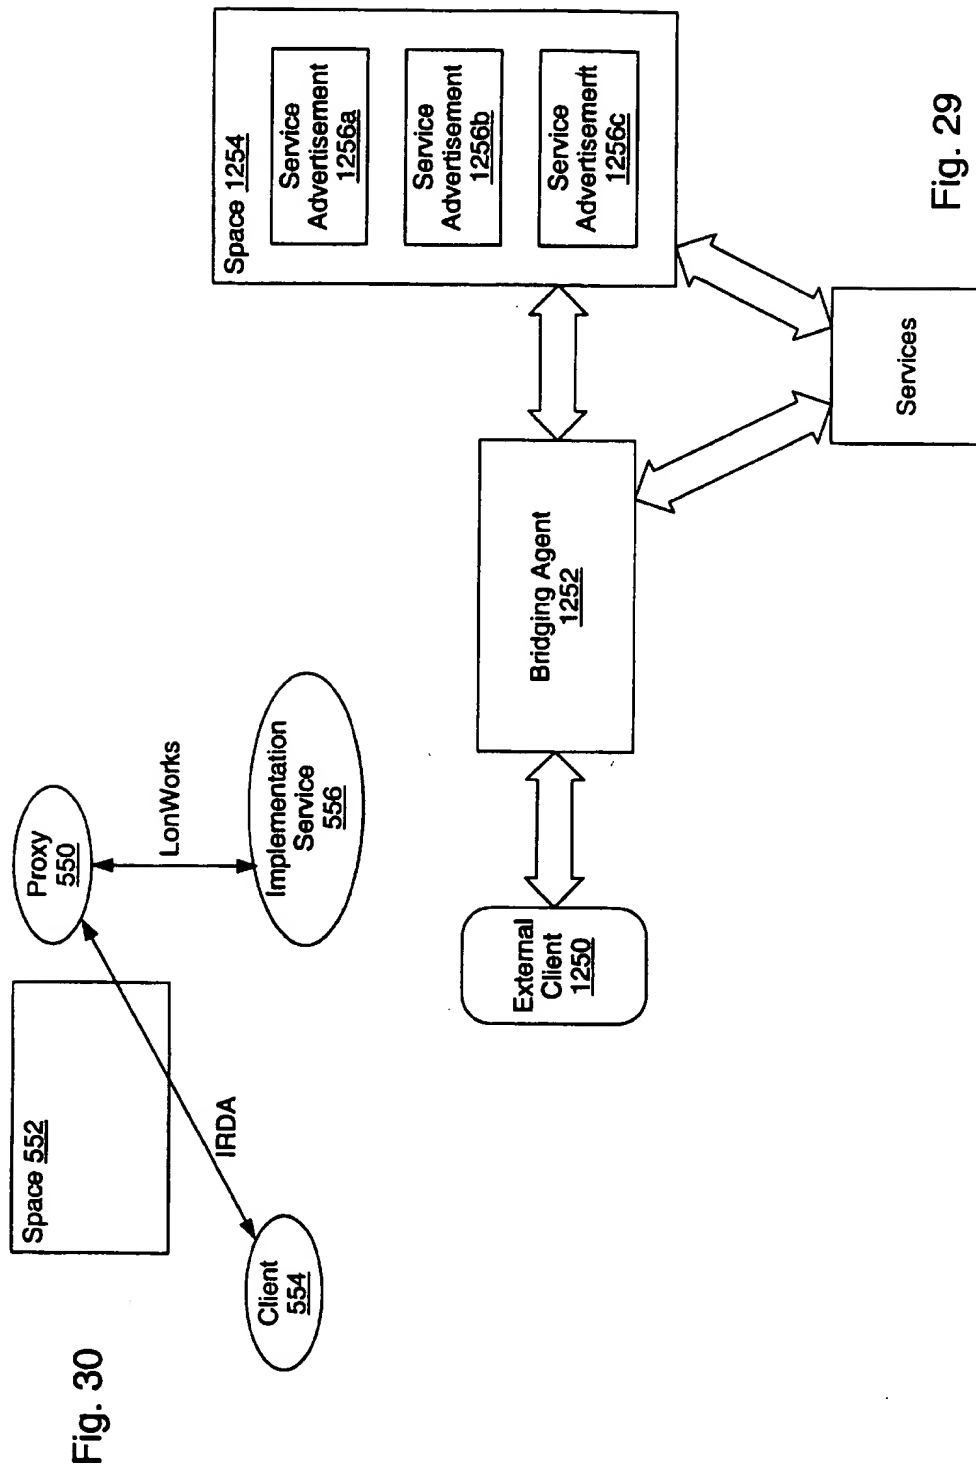 Fig. 30
Space 552
Client
554
IRDA
Proxy
550
LonWorks
Implementation
Service
556
Fig. 29
External
Client
1250
Bridging Agent
1252
Space 1254
Service
Advertisement
1256a
Service
Advertisement
1256b
Service
Advertisement
1256c
Services